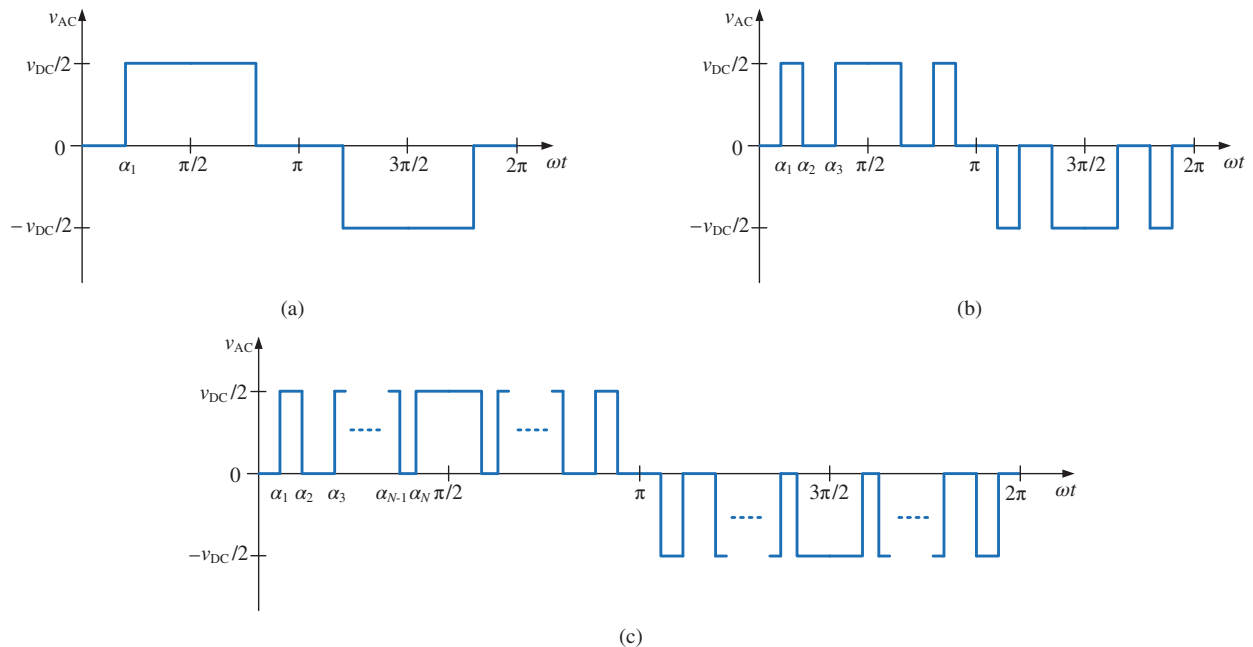 v_AC
v_DC/2
0
α_1 π/2 π 3π/2 2π ωt
−v_DC/2
(a)
v_AC
v_DC/2
0
α_1 α_2 α_3 π/2 π 3π/2 2π ωt
−v_DC/2
(b)
v_AC
v_DC/2
0
α_1 α_2 α_3 α_N-1 α_N π/2 π 3π/2 2π ωt
−v_DC/2
(c)